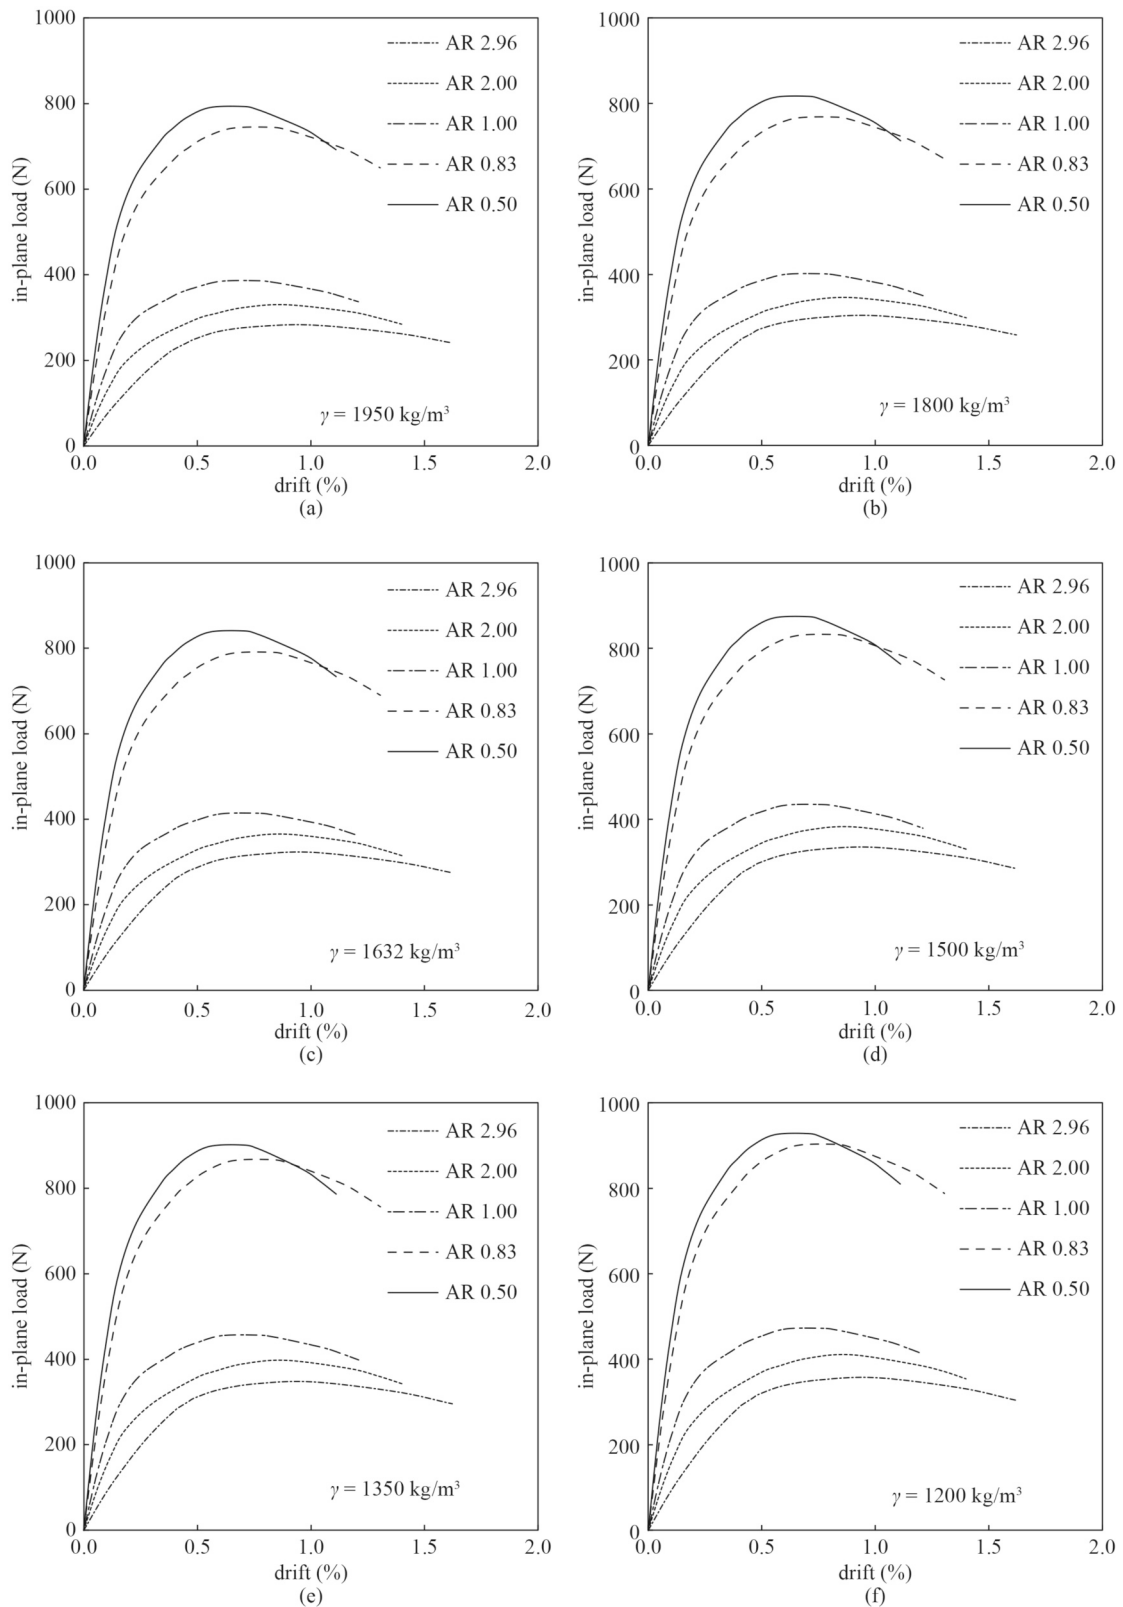 1000
800
600
400
200
0
in-plane load (N)
AR 2.96
AR 2.00
AR 1.00
AR 0.83
AR 0.50
γ = 1950 kg/m³
0.0 0.5 1.0 1.5 2.0
drift (%)
(a)
1000
800
600
400
200
0
in-plane load (N)
AR 2.96
AR 2.00
AR 1.00
AR 0.83
AR 0.50
γ = 1800 kg/m³
0.0 0.5 1.0 1.5 2.0
drift (%)
(b)
1000
800
600
400
200
0
in-plane load (N)
AR 2.96
AR 2.00
AR 1.00
AR 0.83
AR 0.50
γ = 1632 kg/m³
0.0 0.5 1.0 1.5 2.0
drift (%)
(c)
1000
800
600
400
200
0
in-plane load (N)
AR 2.96
AR 2.00
AR 1.00
AR 0.83
AR 0.50
γ = 1500 kg/m³
0.0 0.5 1.0 1.5 2.0
drift (%)
(d)
1000
800
600
400
200
0
in-plane load (N)
AR 2.96
AR 2.00
AR 1.00
AR 0.83
AR 0.50
γ = 1350 kg/m³
0.0 0.5 1.0 1.5 2.0
drift (%)
(e)
1000
800
600
400
200
0
in-plane load (N)
AR 2.96
AR 2.00
AR 1.00
AR 0.83
AR 0.50
γ = 1200 kg/m³
0.0 0.5 1.0 1.5 2.0
drift (%)
(f)